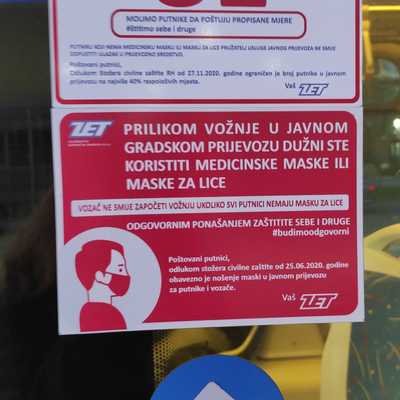 MOLIMO PUTNIKE DA POŠTUJU PROPISANE MJERE
#štitimo sebe i druge
PUTNIKU KOJI NEMA MEDICINSKU MASKU ILI MASKU ZA LICE PRUŽATELJ USLUGE JAVNOG PRIJEVOZA NE SMIJE
DOPUSTITI ULAZAK U PRIJEVOZNO SREDSTVO.
Poštovani putnici,
Odlukom Stožera civilne zaštite RH od 27.11.2020. godine ograničen je broj putnika u javnom
prijevozu na najviše 40% raspoloživih mjesta.
Vaš ZET
ZET
PRILIKOM VOŽNJE U JAVNOM
GRADSKOM PRIJEVOZU DUŽNI STE
KORISTITI MEDICINSKE MASKE ILI
MASKE ZA LICE
VOZAČ NE SMIJE ZAPOČETI VOŽNJU UKOLIKO SVI PUTNICI NEMAJU MASKU ZA LICE
ODGOVORNIM PONAŠANJEM ZAŠTITITE SEBE I DRUGE
#budimoodgovorni
Poštovani putnici,
odlukom stožera civilne zaštite od 25.06.2020. godine
obavezno je nošenje maski u javnom prijevozu
za putnike i vozače.
Vaš ZET